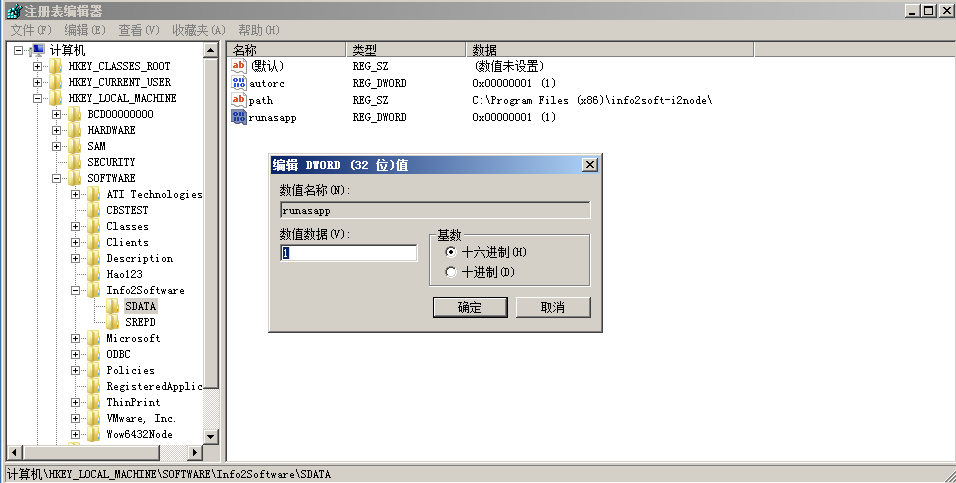 注册表编辑器
文件(F) 编辑(E) 查看(V) 收藏夹(A) 帮助(H)
计算机
HKEY_CLASSES_ROOT
HKEY_CURRENT_USER
HKEY_LOCAL_MACHINE
BCD00000000
HARDWARE
SAM
SECURITY
SOFTWARE
ATI Technologies
CBSTEST
Classes
Clients
Description
Hao123
Info2Software
SDATA
SREPD
Microsoft
ODBC
Policies
RegisteredApplic
ThinPrint
VMware, Inc.
Wow6432Node
名称 类型 数据
ab (默认) REG_SZ (数值未设置)
autorc REG_DWORD 0x00000001 (1)
ab path REG_SZ C:\Program Files (x86)\info2soft-i2node\
runasapp REG_DWORD 0x00000001 (1)
编辑 DWORD (32 位)值
数值名称(N):
runasapp
数值数据(V):
1
基数
十六进制(H)
十进制(D)
确定 取消
计算机\HKEY_LOCAL_MACHINE\SOFTWARE\Info2Software\SDATA